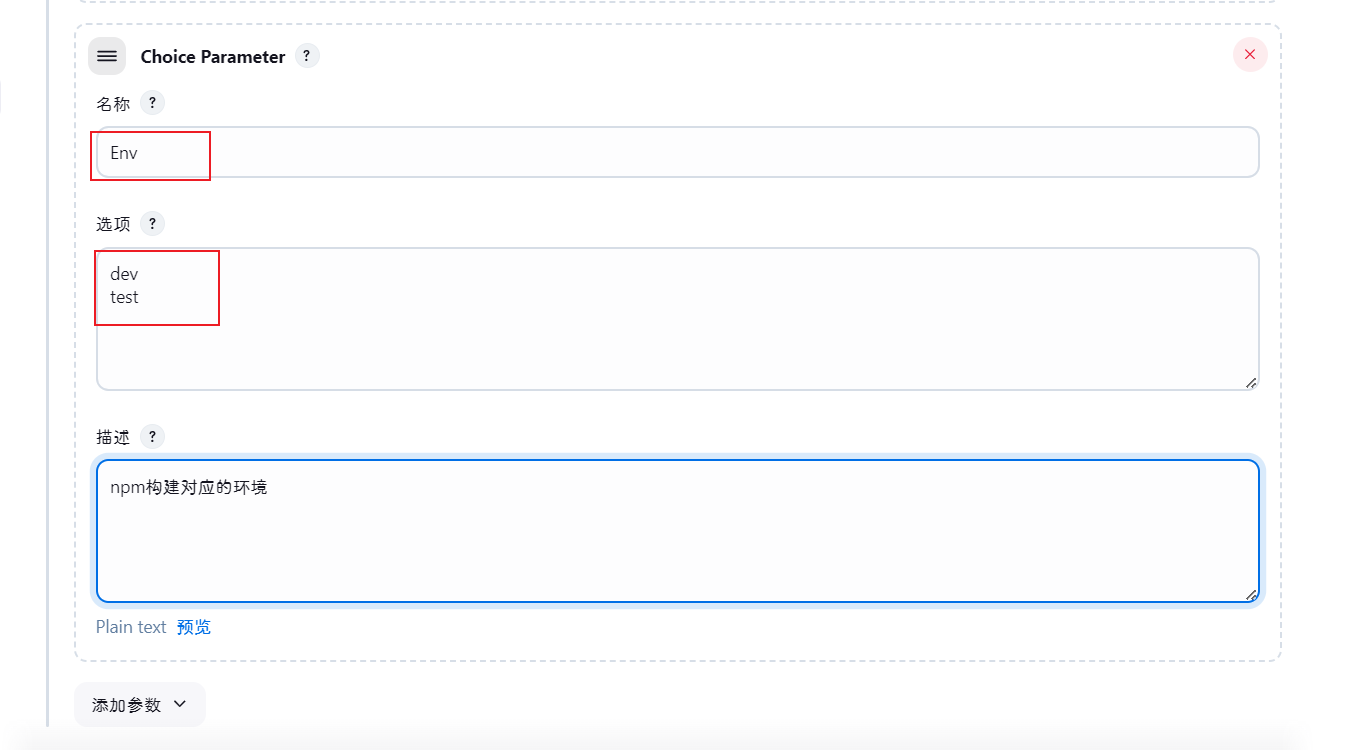 Choice Parameter ?
名称 ?
Env
选项 ?
dev
test
描述 ?
npm构建对应的环境
Plain text 预览
添加参数